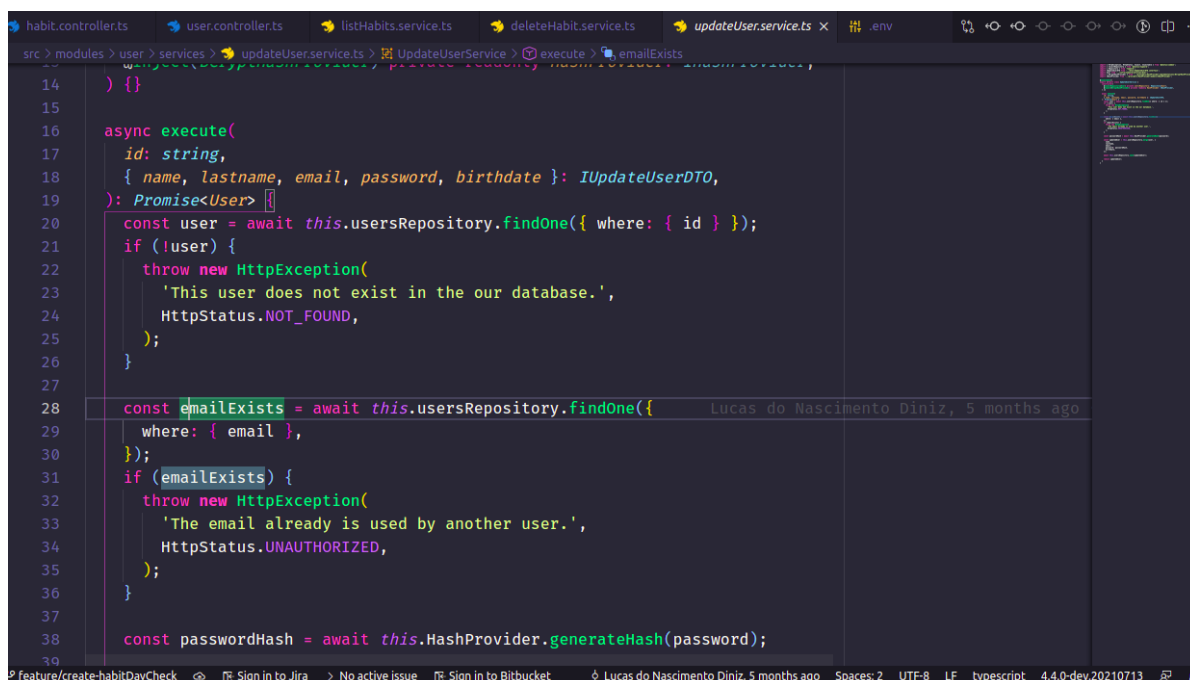 habit.controller.ts user.controller.ts listHabits.service.ts deleteHabit.service.ts updateUser.service.ts .env
src > modules > user > services > updateUser.service.ts > UpdateUserService > execute > emailExists
14 ) {}
15
16 async execute(
17 id: string,
18 { name, lastname, email, password, birthdate }: IUpdateUserDTO,
19 ): Promise<User> {
20 const user = await this.usersRepository.findOne({ where: { id } });
21 if (!user) {
22 throw new HttpException(
23 'This user does not exist in the our database.',
24 HttpStatus.NOT_FOUND,
25 );
26 }
27
28 const emailExists = await this.usersRepository.findOne({ Lucas do Nascimento Diniz, 5 months ago
29 where: { email },
30 });
31 if (emailExists) {
32 throw new HttpException(
33 'The email already is used by another user.',
34 HttpStatus.UNAUTHORIZED,
35 );
36 }
37
38 const passwordHash = await this.HashProvider.generateHash(password);
39
feature/create-habitDayCheck Sign in to Jira > No active issue Sign in to Bitbucket Lucas do Nascimento Diniz, 5 months ago Spaces: 2 UTF-8 LF typescript 4.4.0-dev.20210713